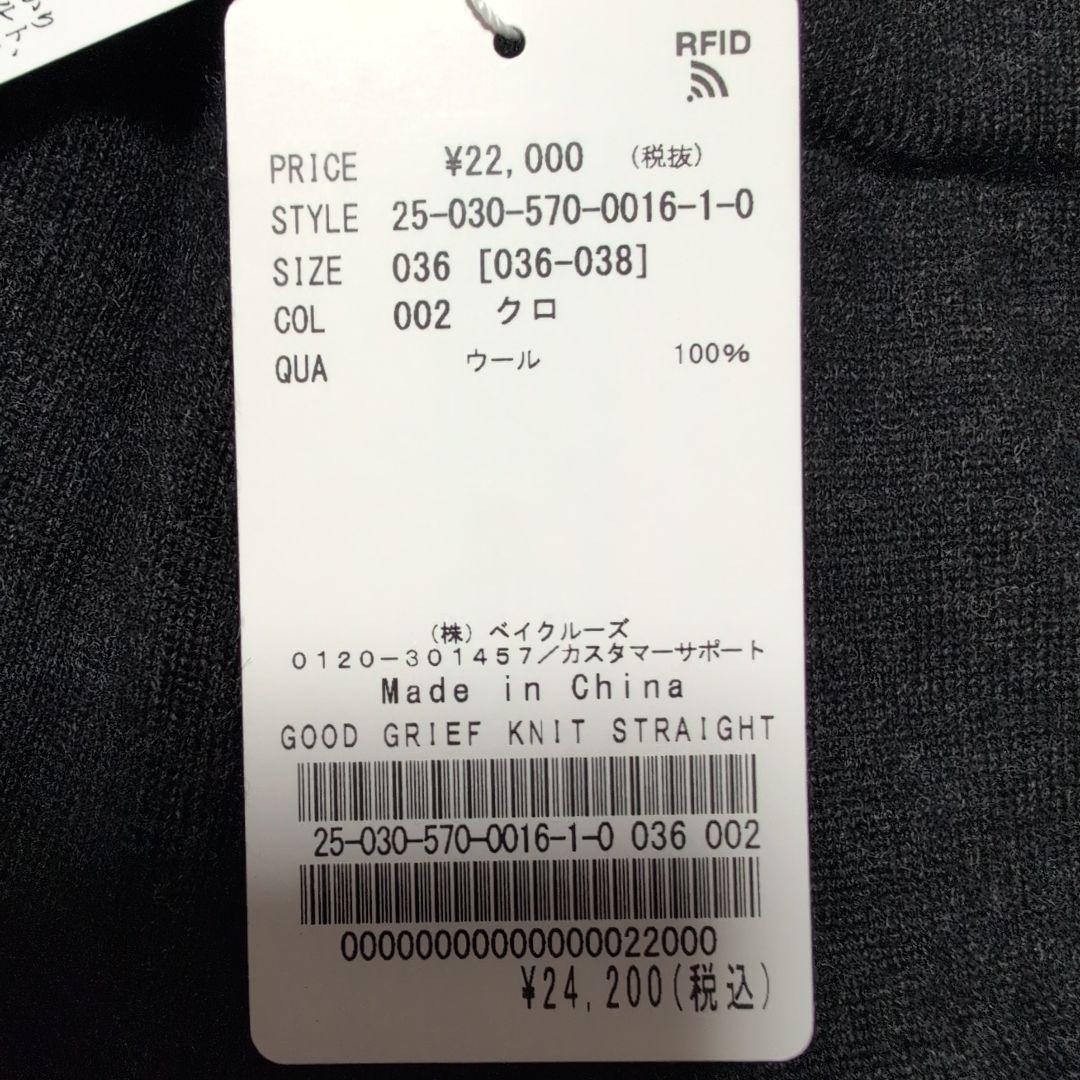 RFID
PRICE ¥22,000 (税抜)
STYLE 25-030-570-0016-1-0
SIZE 036 [036-038]
COL 002 クロ
QUA ウール 100%
(株)ベイクルーズ
0120-301457/カスタマーサポート
Made in China
GOOD GRIEF KNIT STRAIGHT
25-030-570-0016-1-0 036 002
00000000000000022000
¥24,200(税込)